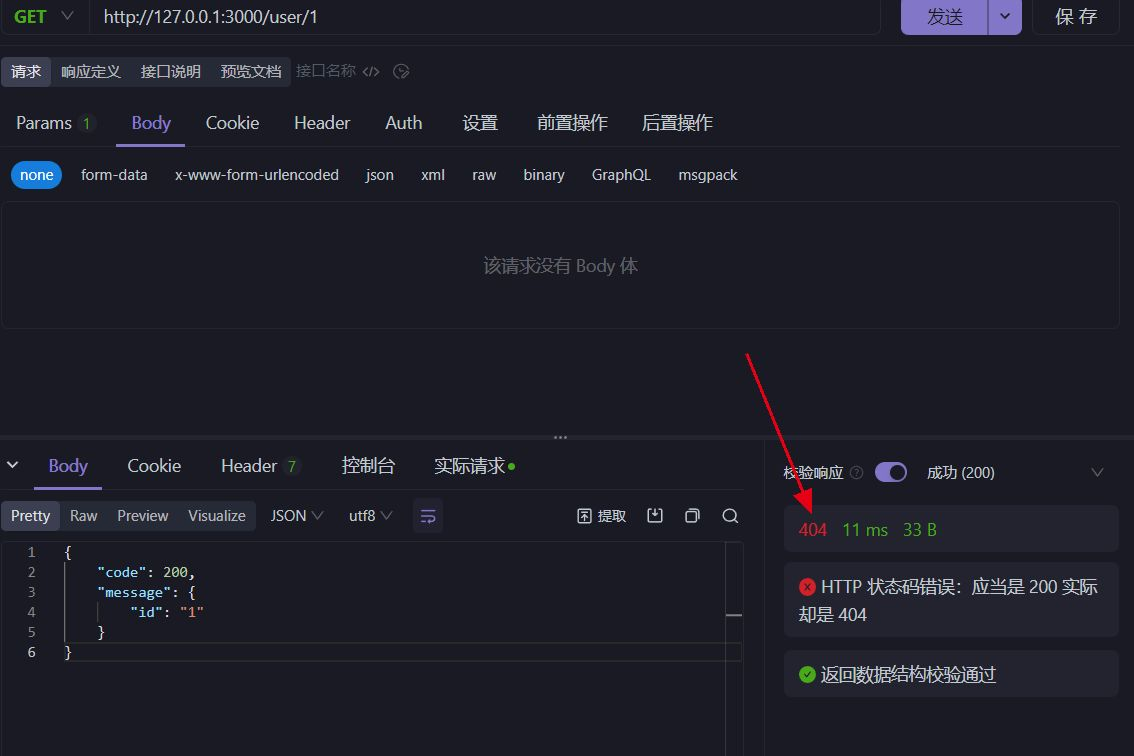 GET http://127.0.0.1:3000/user/1 发送 保 存
请求 响应定义 接口说明 预览文档 接口名称 </>
Params 1 Body Cookie Header Auth 设置 前置操作 后置操作
none form-data x-www-form-urlencoded json xml raw binary GraphQL msgpack
该请求没有 Body 体
Body Cookie Header 7 控制台 实际请求
校验响应 成功 (200)
Pretty Raw Preview Visualize JSON utf8 提取
404 11 ms 33 B
1 {
2 "code": 200,
3 "message": {
4 "id": "1"
5 }
6 }
HTTP 状态码错误：应当是 200 实际
却是 404
返回数据结构校验通过